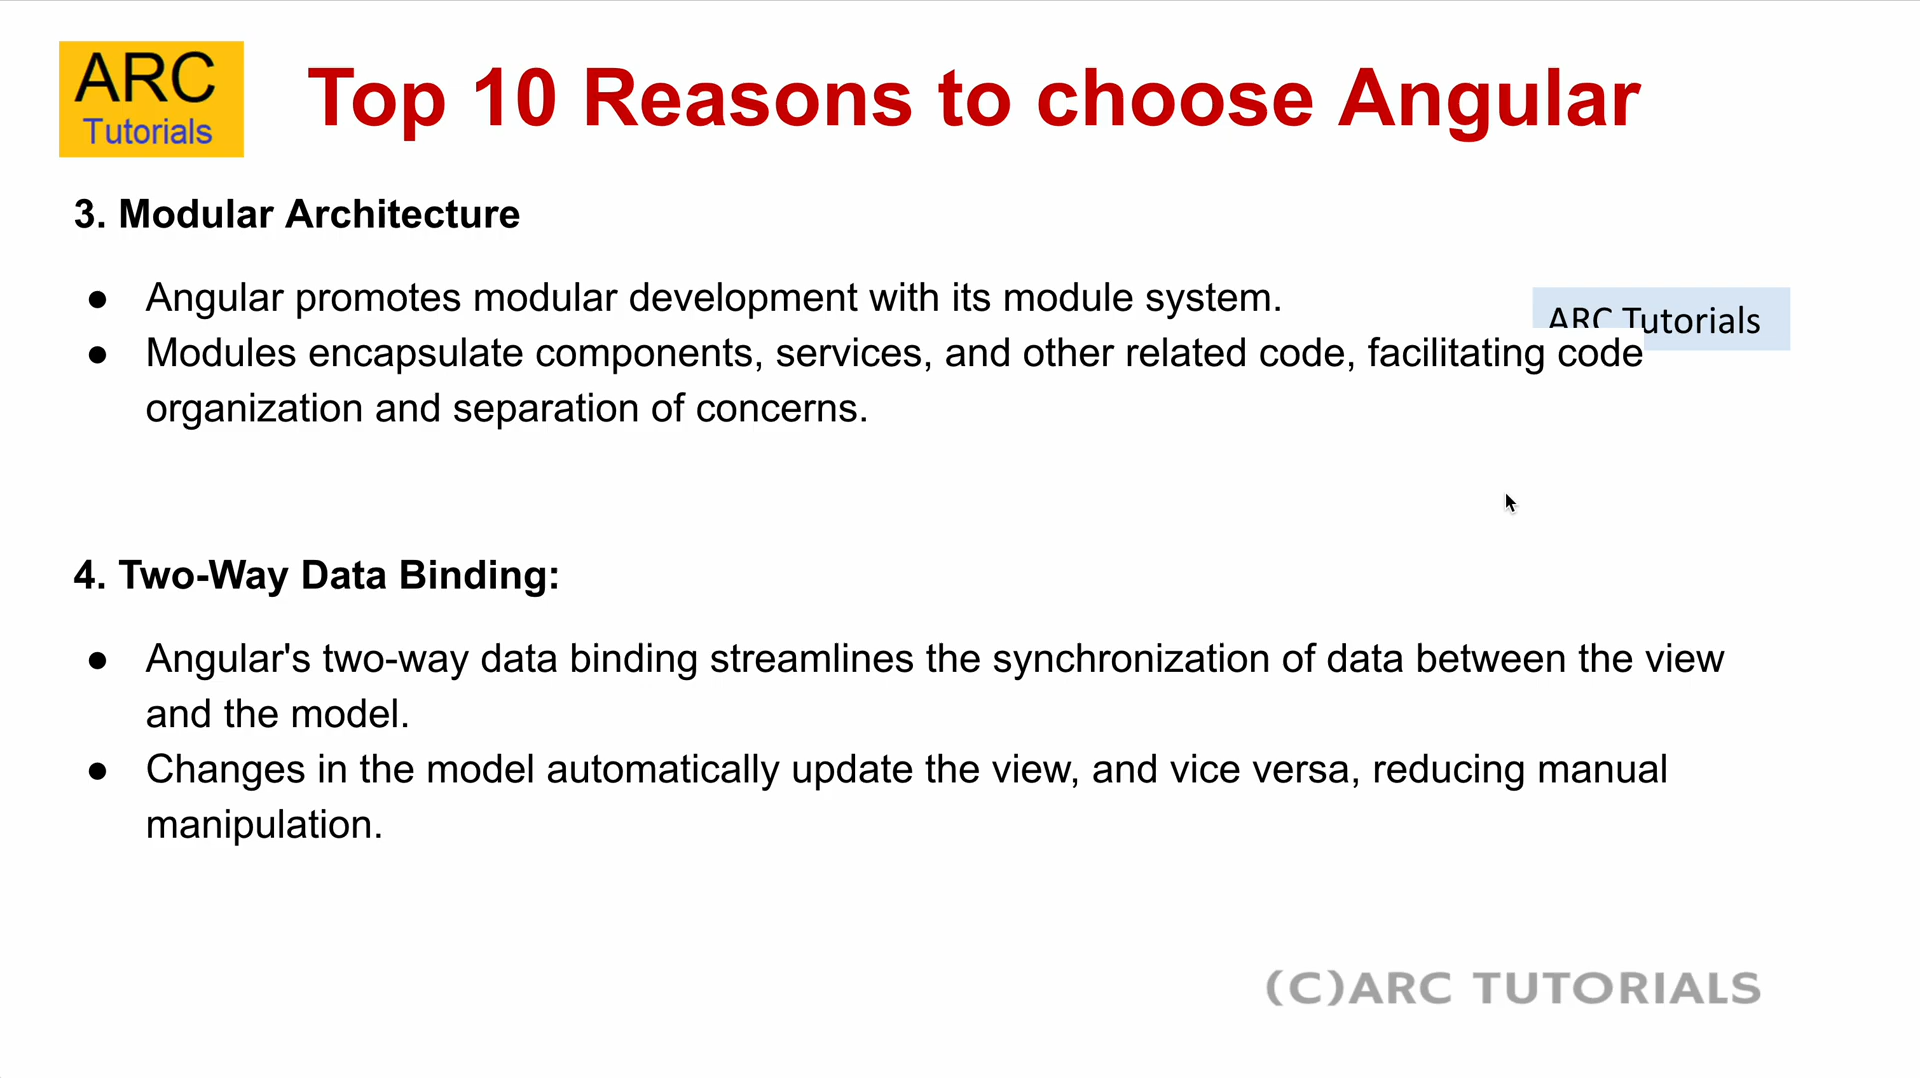 ARC
Tutorials
Top 10 Reasons to choose Angular
3. Modular Architecture
● Angular promotes modular development with its module system.
ARC Tutorials
● Modules encapsulate components, services, and other related code, facilitating code
organization and separation of concerns.
4. Two-Way Data Binding:
● Angular's two-way data binding streamlines the synchronization of data between the view
and the model.
● Changes in the model automatically update the view, and vice versa, reducing manual
manipulation.
(C)ARC TUTORIALS